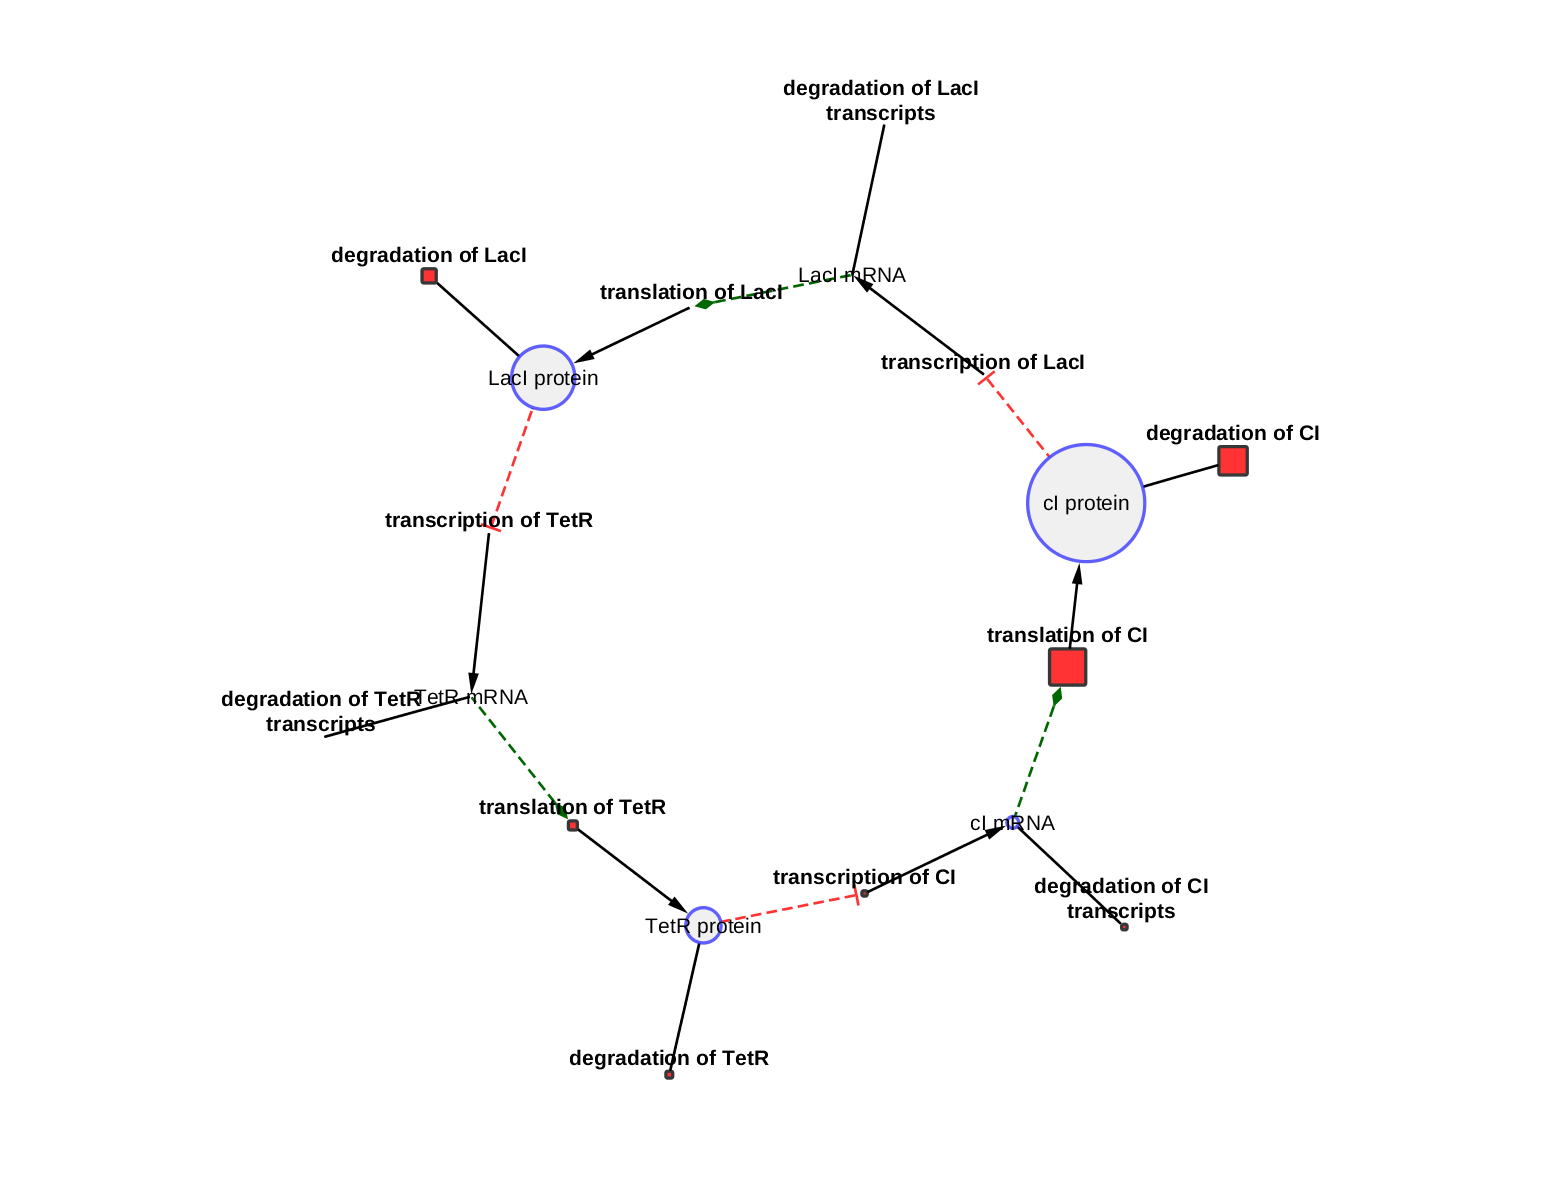 degradation of LacI
transcripts
degradation of LacI
LacI mRNA
translation of LacI
transcription of LacI
LacI protein
degradation of CI
cI protein
transcription of TetR
translation of CI
degradation of TetR
transcripts
TetR mRNA
translation of TetR
cI mRNA
transcription of CI
degradation of CI
transcripts
TetR protein
degradation of TetR